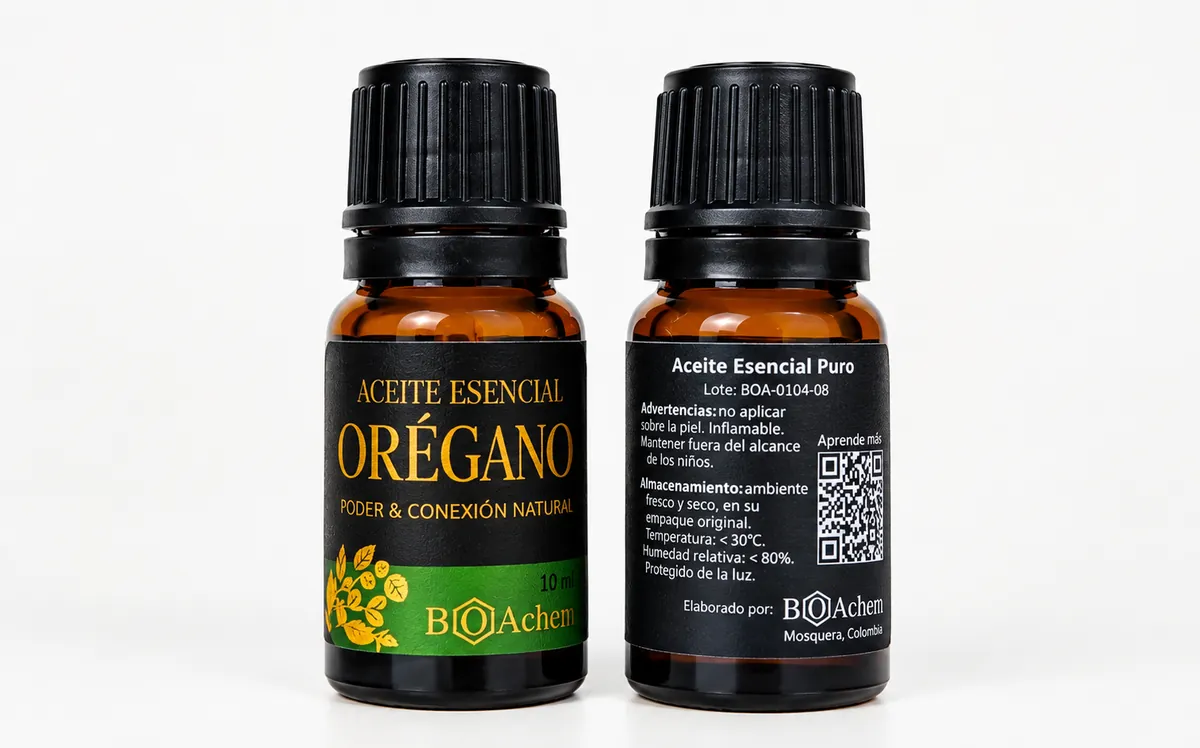 ACEITE ESENCIAL
ORÉGANO
PODER & CONEXIÓN NATURAL
10 ml
BOAchem
Aceite Esencial Puro
Lote: BOA-0104-08
Advertencias: no aplicar
sobre la piel. Inflamable.
Mantener fuera del alcance
de los niños.
Aprende más
Almacenamiento: ambiente
fresco y seco, en su
empaque original.
Temperatura: < 30°C.
Humedad relativa: < 80%.
Protegido de la luz.
Elaborado por: BOAchem
Mosquera, Colombia